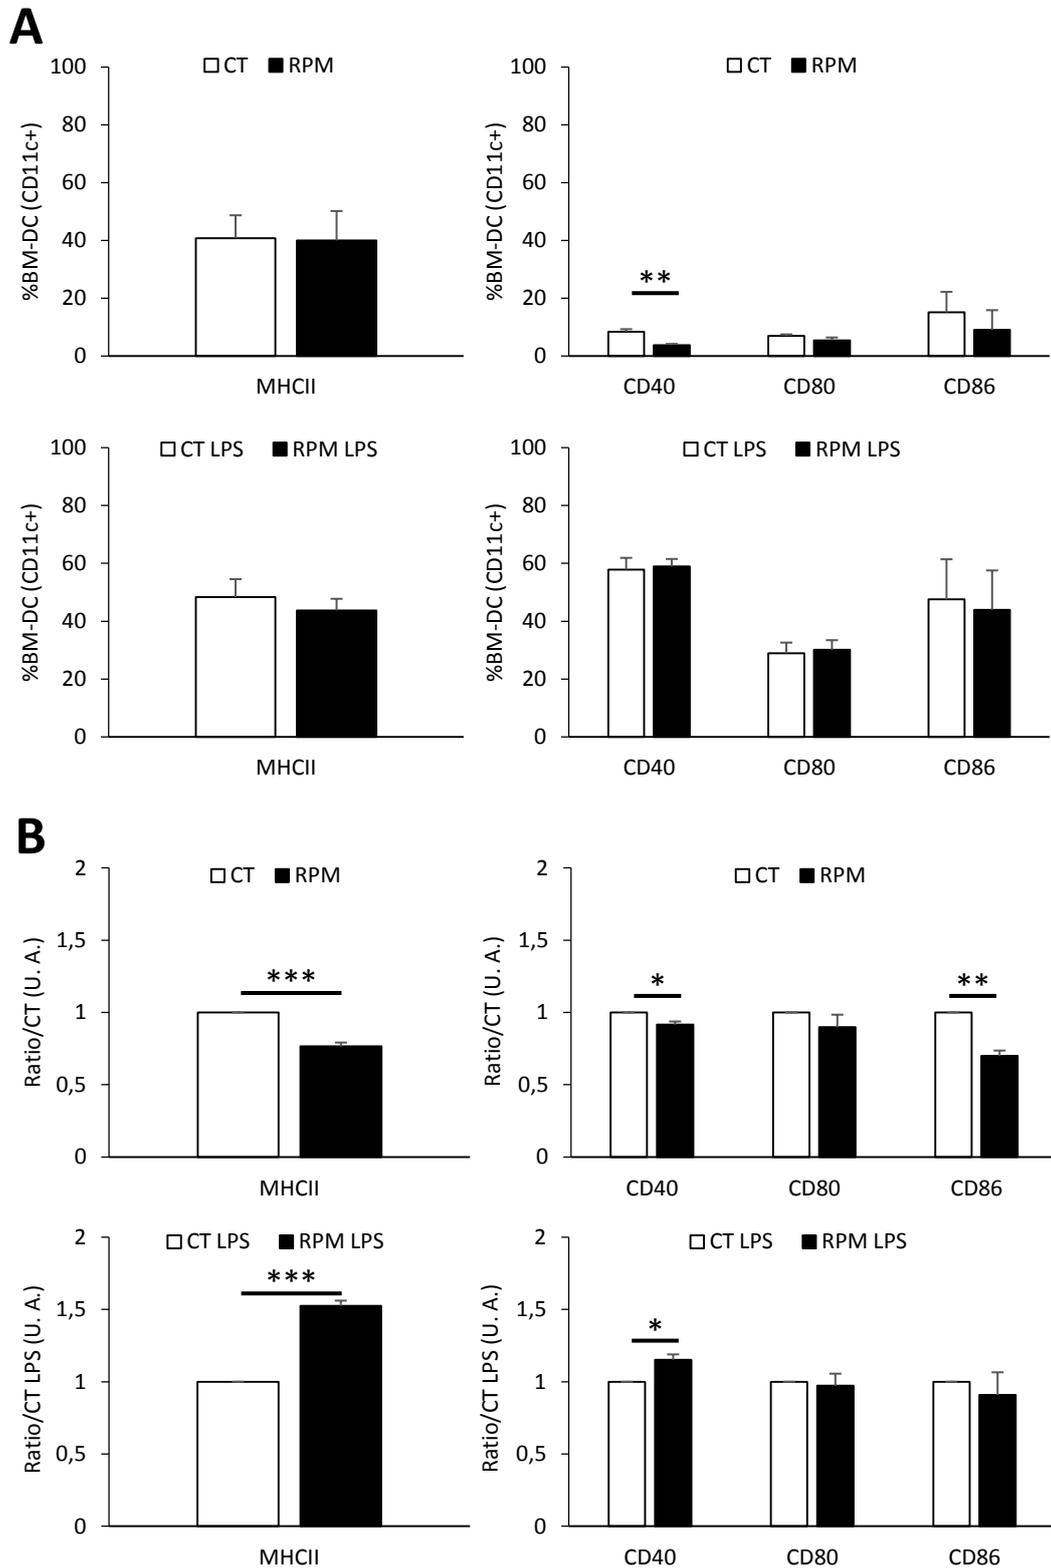 A
CT RPM
100
80
60
40
20
0
%BM-DC (CD11c+)
MHCII
CT RPM
100
80
60
40
20
0
%BM-DC (CD11c+)
**
CD40 CD80 CD86
CT LPS RPM LPS
100
80
60
40
20
0
%BM-DC (CD11c+)
MHCII
CT LPS RPM LPS
100
80
60
40
20
0
%BM-DC (CD11c+)
CD40 CD80 CD86
B
CT RPM
2
1,5
1
0,5
0
Ratio/CT (U. A.)
***
MHCII
CT RPM
2
1,5
1
0,5
0
Ratio/CT (U. A.)
* **
CD40 CD80 CD86
CT LPS RPM LPS
2
1,5
1
0,5
0
Ratio/CT LPS (U. A.)
***
MHCII
CT LPS RPM LPS
2
1,5
1
0,5
0
Ratio/CT LPS (U. A.)
*
CD40 CD80 CD86